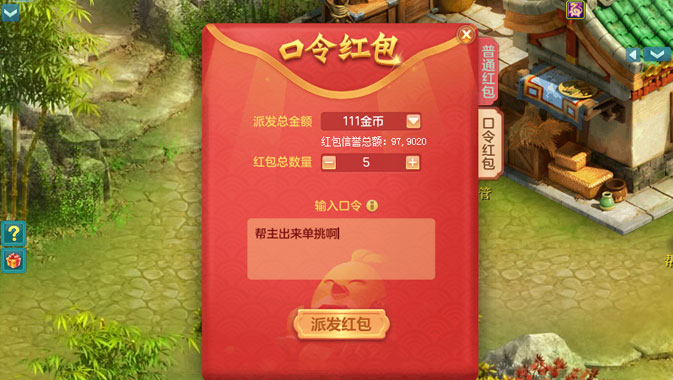 口令红包
普通红包
口令红包
派发总金额 111金币
红包信誉总额：97,9020
红包总数量 − 5 +
输入口令
帮主出来单挑啊
派发红包
管
?